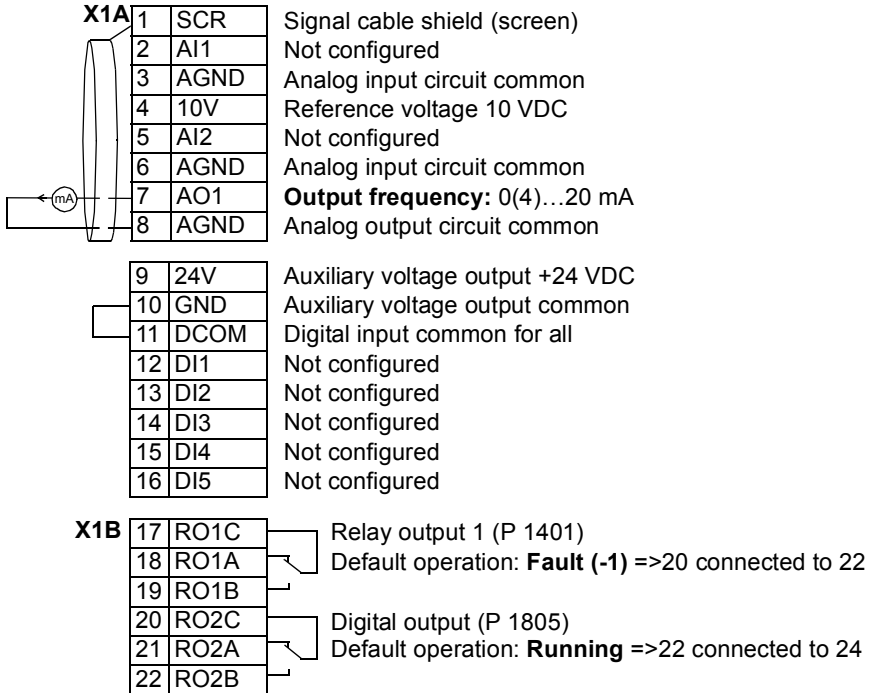 X1A 1 SCR Signal cable shield (screen)
2 AI1 Not configured
3 AGND Analog input circuit common
4 10V Reference voltage 10 VDC
5 AI2 Not configured
6 AGND Analog input circuit common
mA 7 AO1 Output frequency: 0(4)…20 mA
8 AGND Analog output circuit common
9 24V Auxiliary voltage output +24 VDC
10 GND Auxiliary voltage output common
11 DCOM Digital input common for all
12 DI1 Not configured
13 DI2 Not configured
14 DI3 Not configured
15 DI4 Not configured
16 DI5 Not configured
X1B 17 RO1C Relay output 1 (P 1401)
18 RO1A Default operation: Fault (-1) =>20 connected to 22
19 RO1B
20 RO2C Digital output (P 1805)
21 RO2A Default operation: Running =>22 connected to 24
22 RO2B